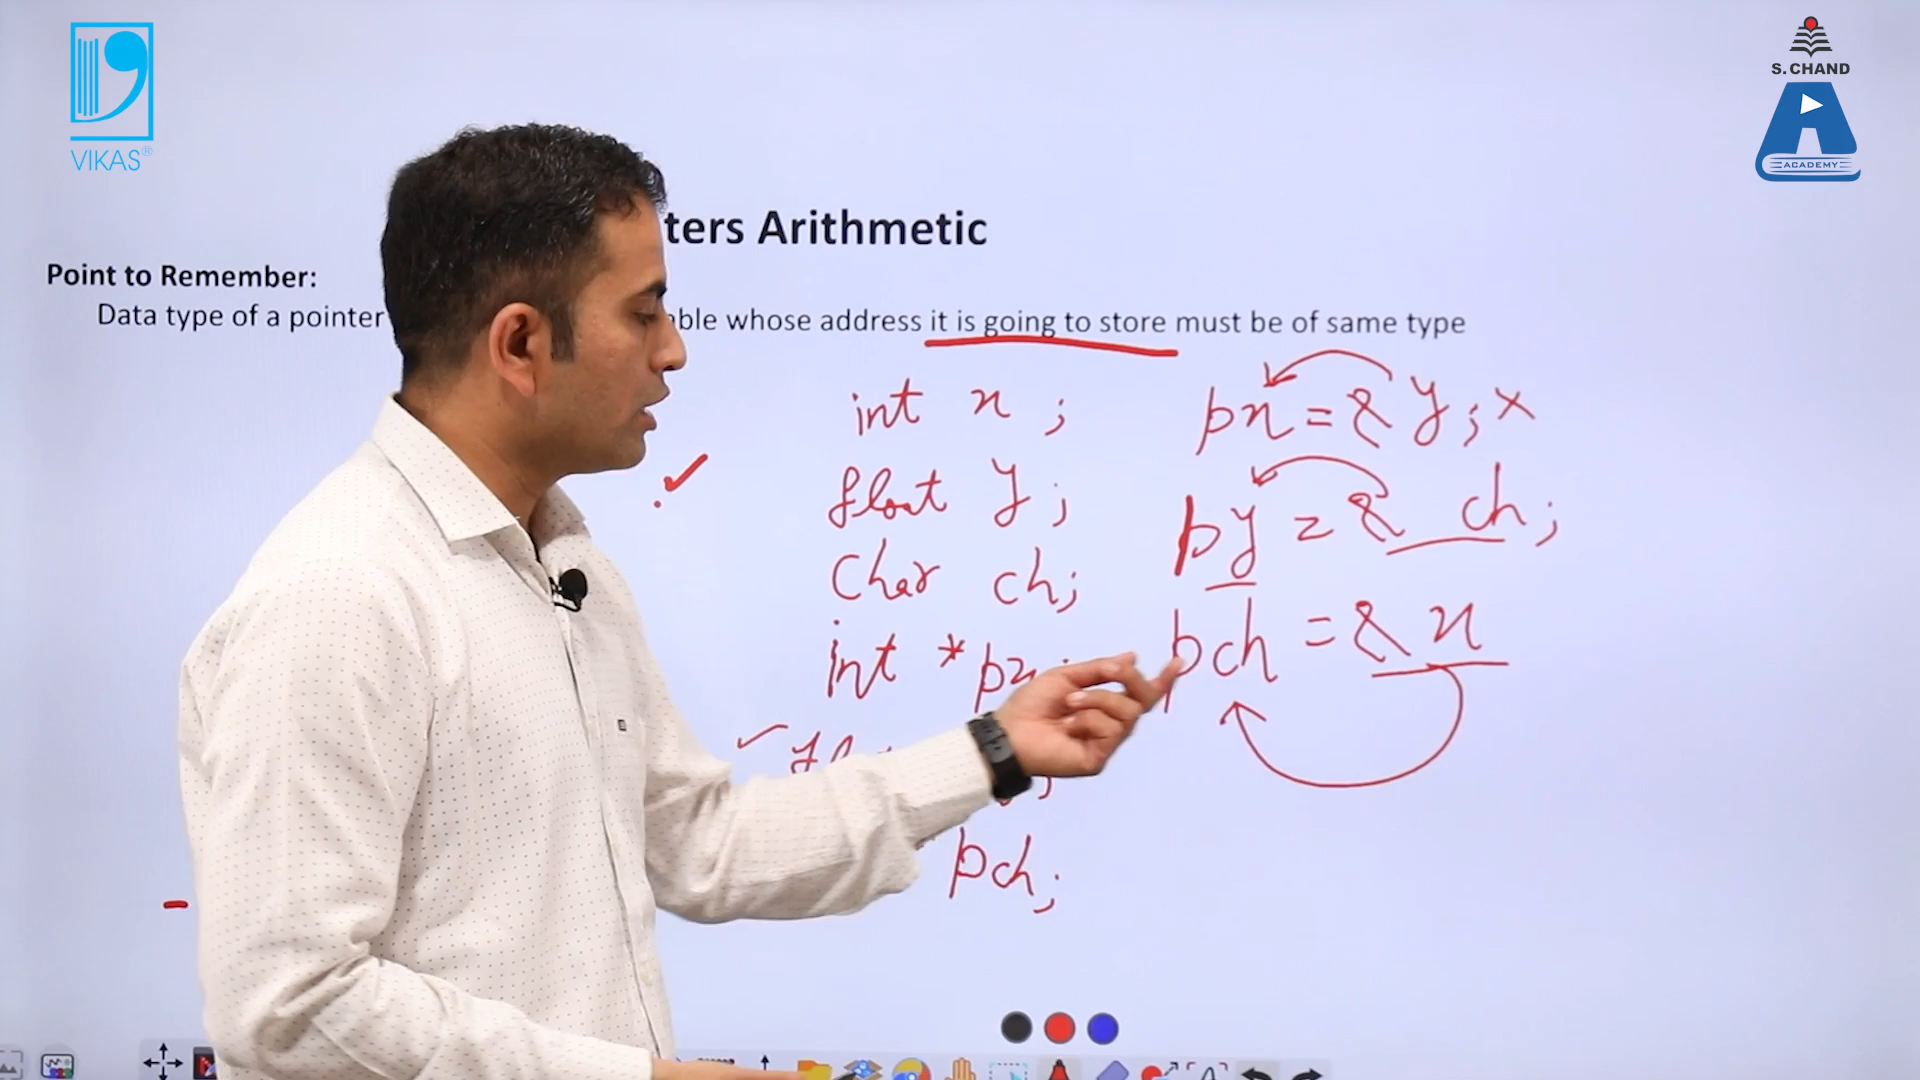 VIKAS®
S. CHAND
ACADEMY
ters Arithmetic
Point to Remember:
Data type of a pointer ble whose address it is going to store must be of same type
int x ;
float y ;
Char ch;
int *px;
pch;
px = & y ; x
py = & ch ;
pch = & x